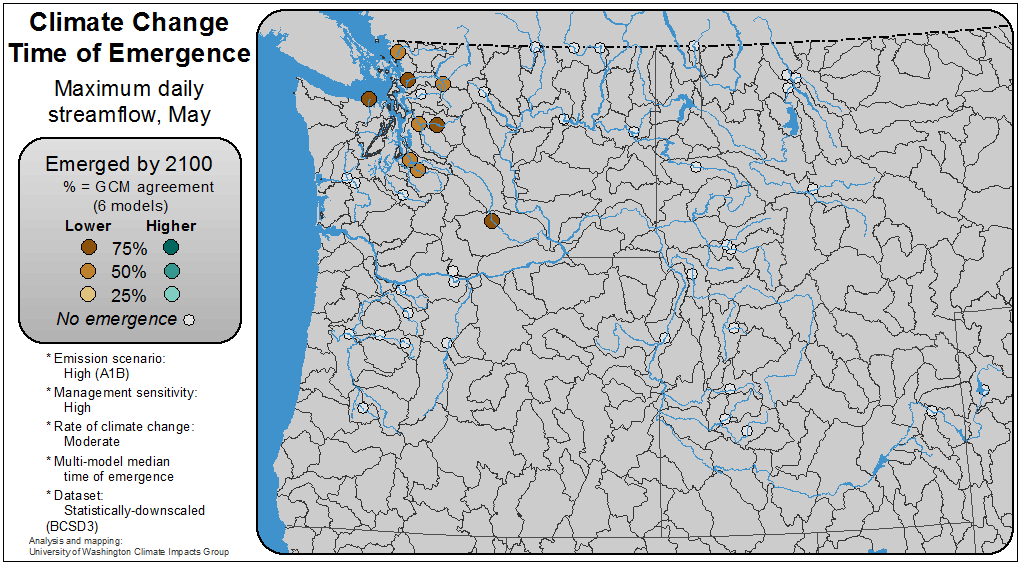 Climate Change
Time of Emergence
Maximum daily
streamflow, May
Emerged by 2100
% = GCM agreement
(6 models)
Lower Higher
75%
50%
25%
No emergence
* Emission scenario:
High (A1B)
* Management sensitivity:
High
* Rate of climate change:
Moderate
* Multi-model median
time of emergence
* Dataset:
Statistically-downscaled
(BCSD3)
Analysis and mapping:
University of Washington Climate Impacts Group